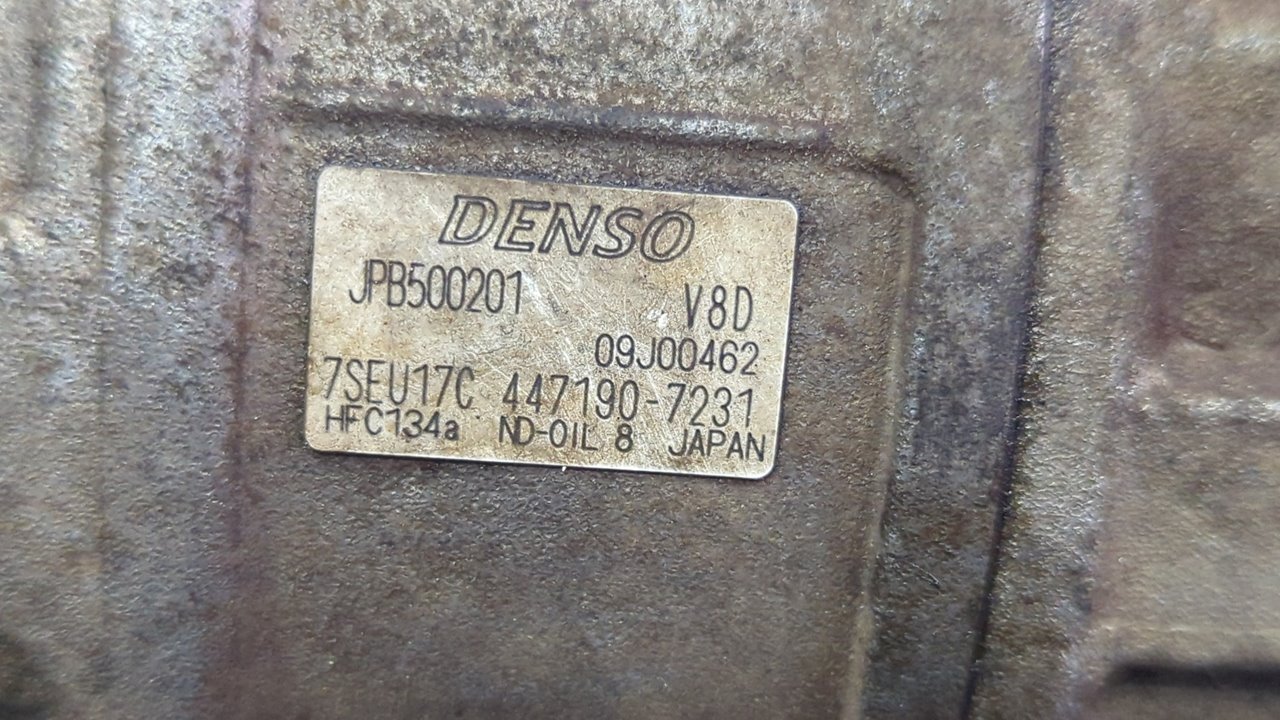 DENSO
JPB500201 V8D
09J00462
7SEU17C 447190-7231
HFC134a ND-OIL 8 JAPAN